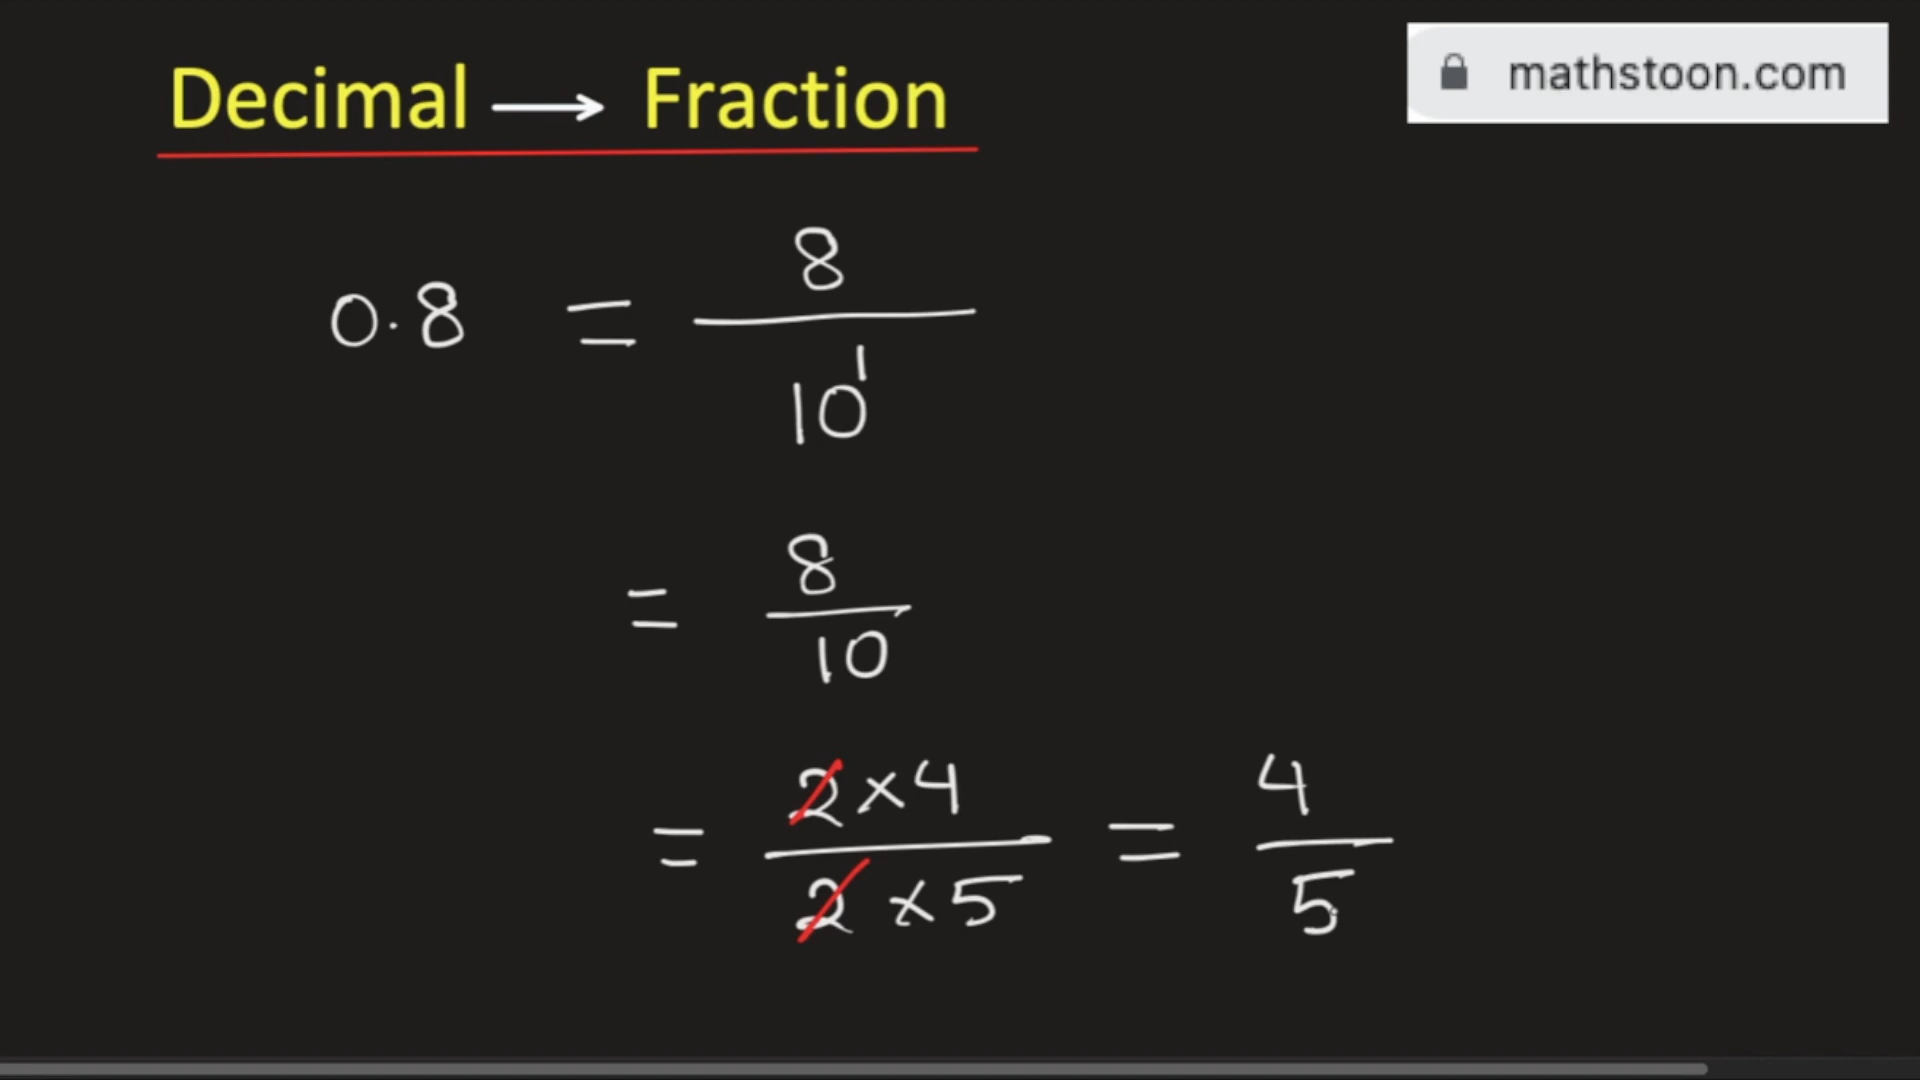 Decimal → Fraction
mathstoon.com
0.8 = 8/10¹
= 8/10
= 2×4/2×5 = 4/5